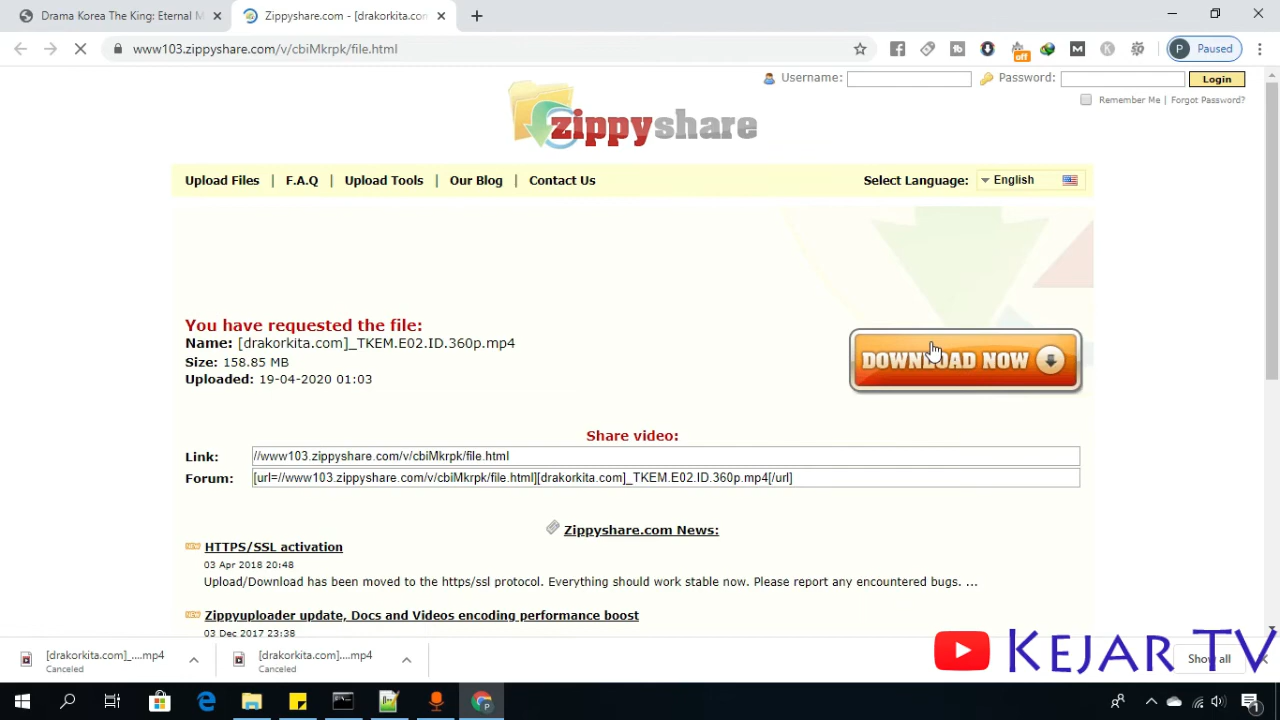 Drama Korea The King: Eternal M
Zippyshare.com - [drakorkita.com
www103.zippyshare.com/v/cbiMkrpk/file.html
off
P Paused
Username:
Password:
Login
Remember Me | Forgot Password?
zippyshare
Upload Files | F.A.Q | Upload Tools | Our Blog | Contact Us
Select Language: English
You have requested the file:
Name: [drakorkita.com]_TKEM.E02.ID.360p.mp4
Size: 158.85 MB
Uploaded: 19-04-2020 01:03
DOWNLOAD NOW
Share video:
Link: //www103.zippyshare.com/v/cbiMkrpk/file.html
Forum: [url=//www103.zippyshare.com/v/cbiMkrpk/file.html][drakorkita.com]_TKEM.E02.ID.360p.mp4[/url]
Zippyshare.com News:
HTTPS/SSL activation
03 Apr 2018 20:48
Upload/Download has been moved to the https/ssl protocol. Everything should work stable now. Please report any encountered bugs. ...
Zippyuploader update, Docs and Videos encoding performance boost
03 Dec 2017 23:38
[drakorkita.com]_....mp4
Canceled
[drakorkita.com]....mp4
Canceled
KEJAR TV
Show all